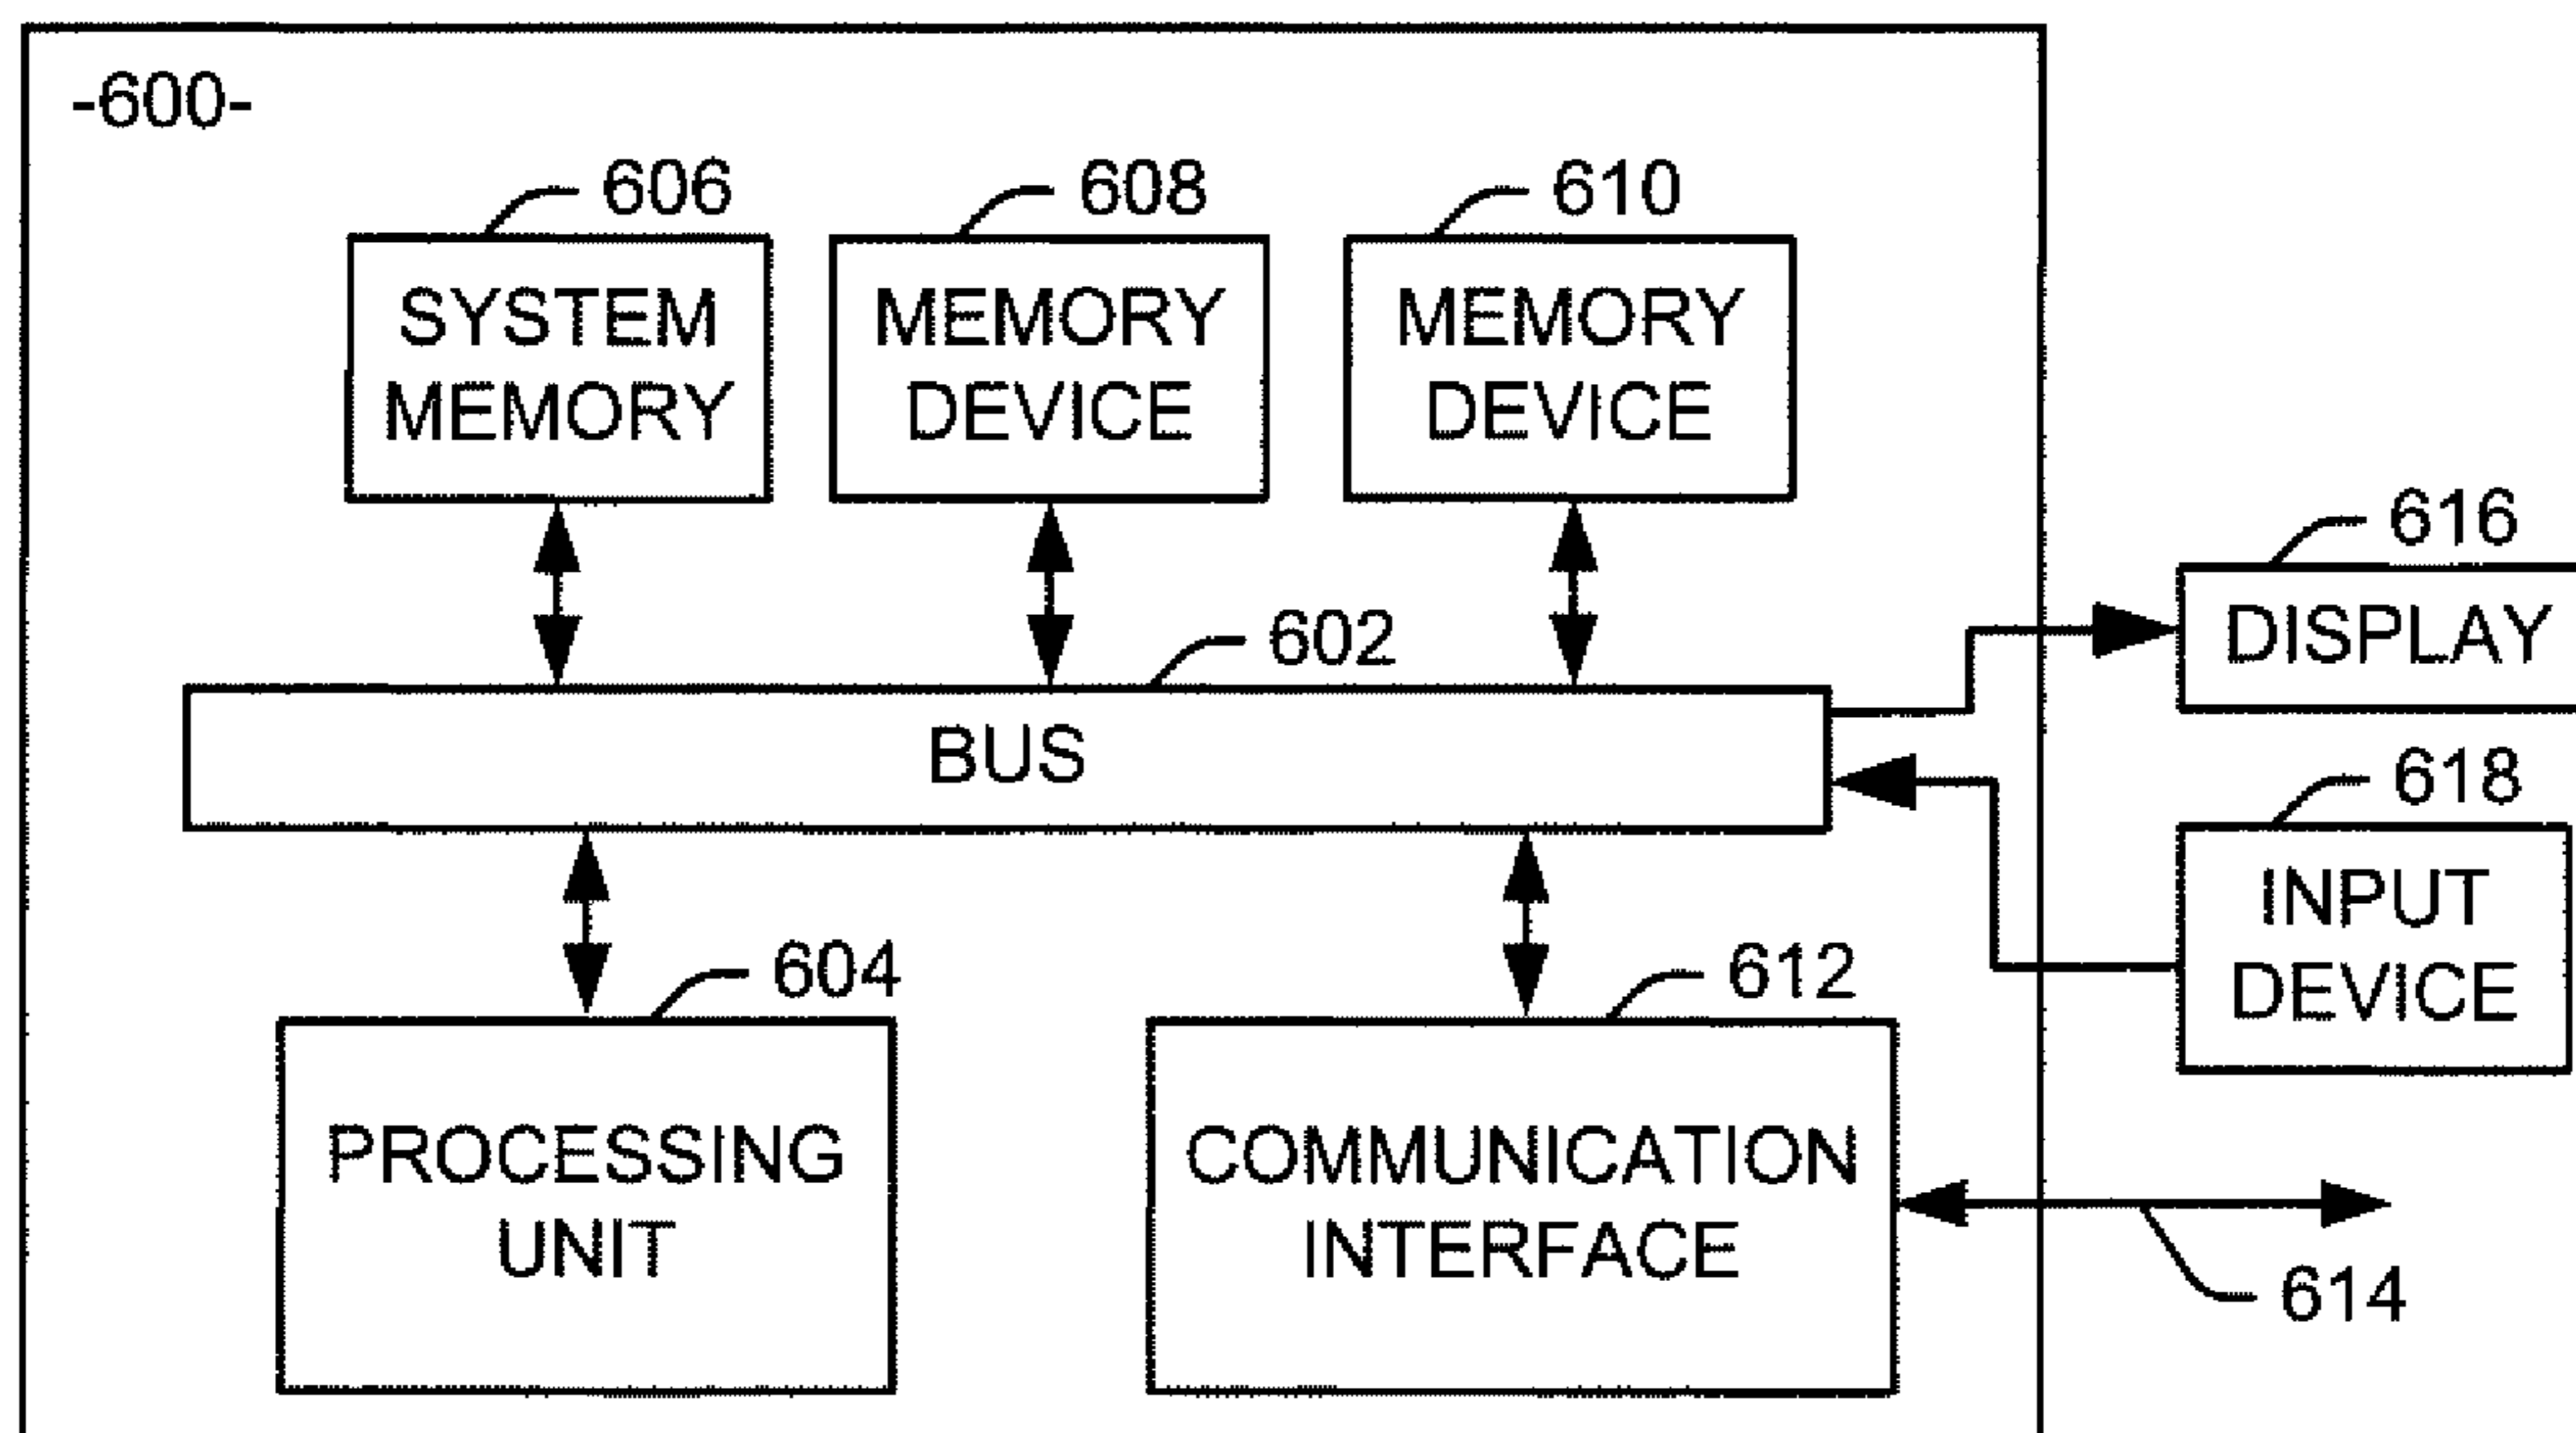 -600-
606
608
610
SYSTEM
MEMORY
MEMORY
DEVICE
MEMORY
DEVICE
616
DISPLAY
602
BUS
618
INPUT
DEVICE
604
612
PROCESSING
UNIT
COMMUNICATION
INTERFACE
614